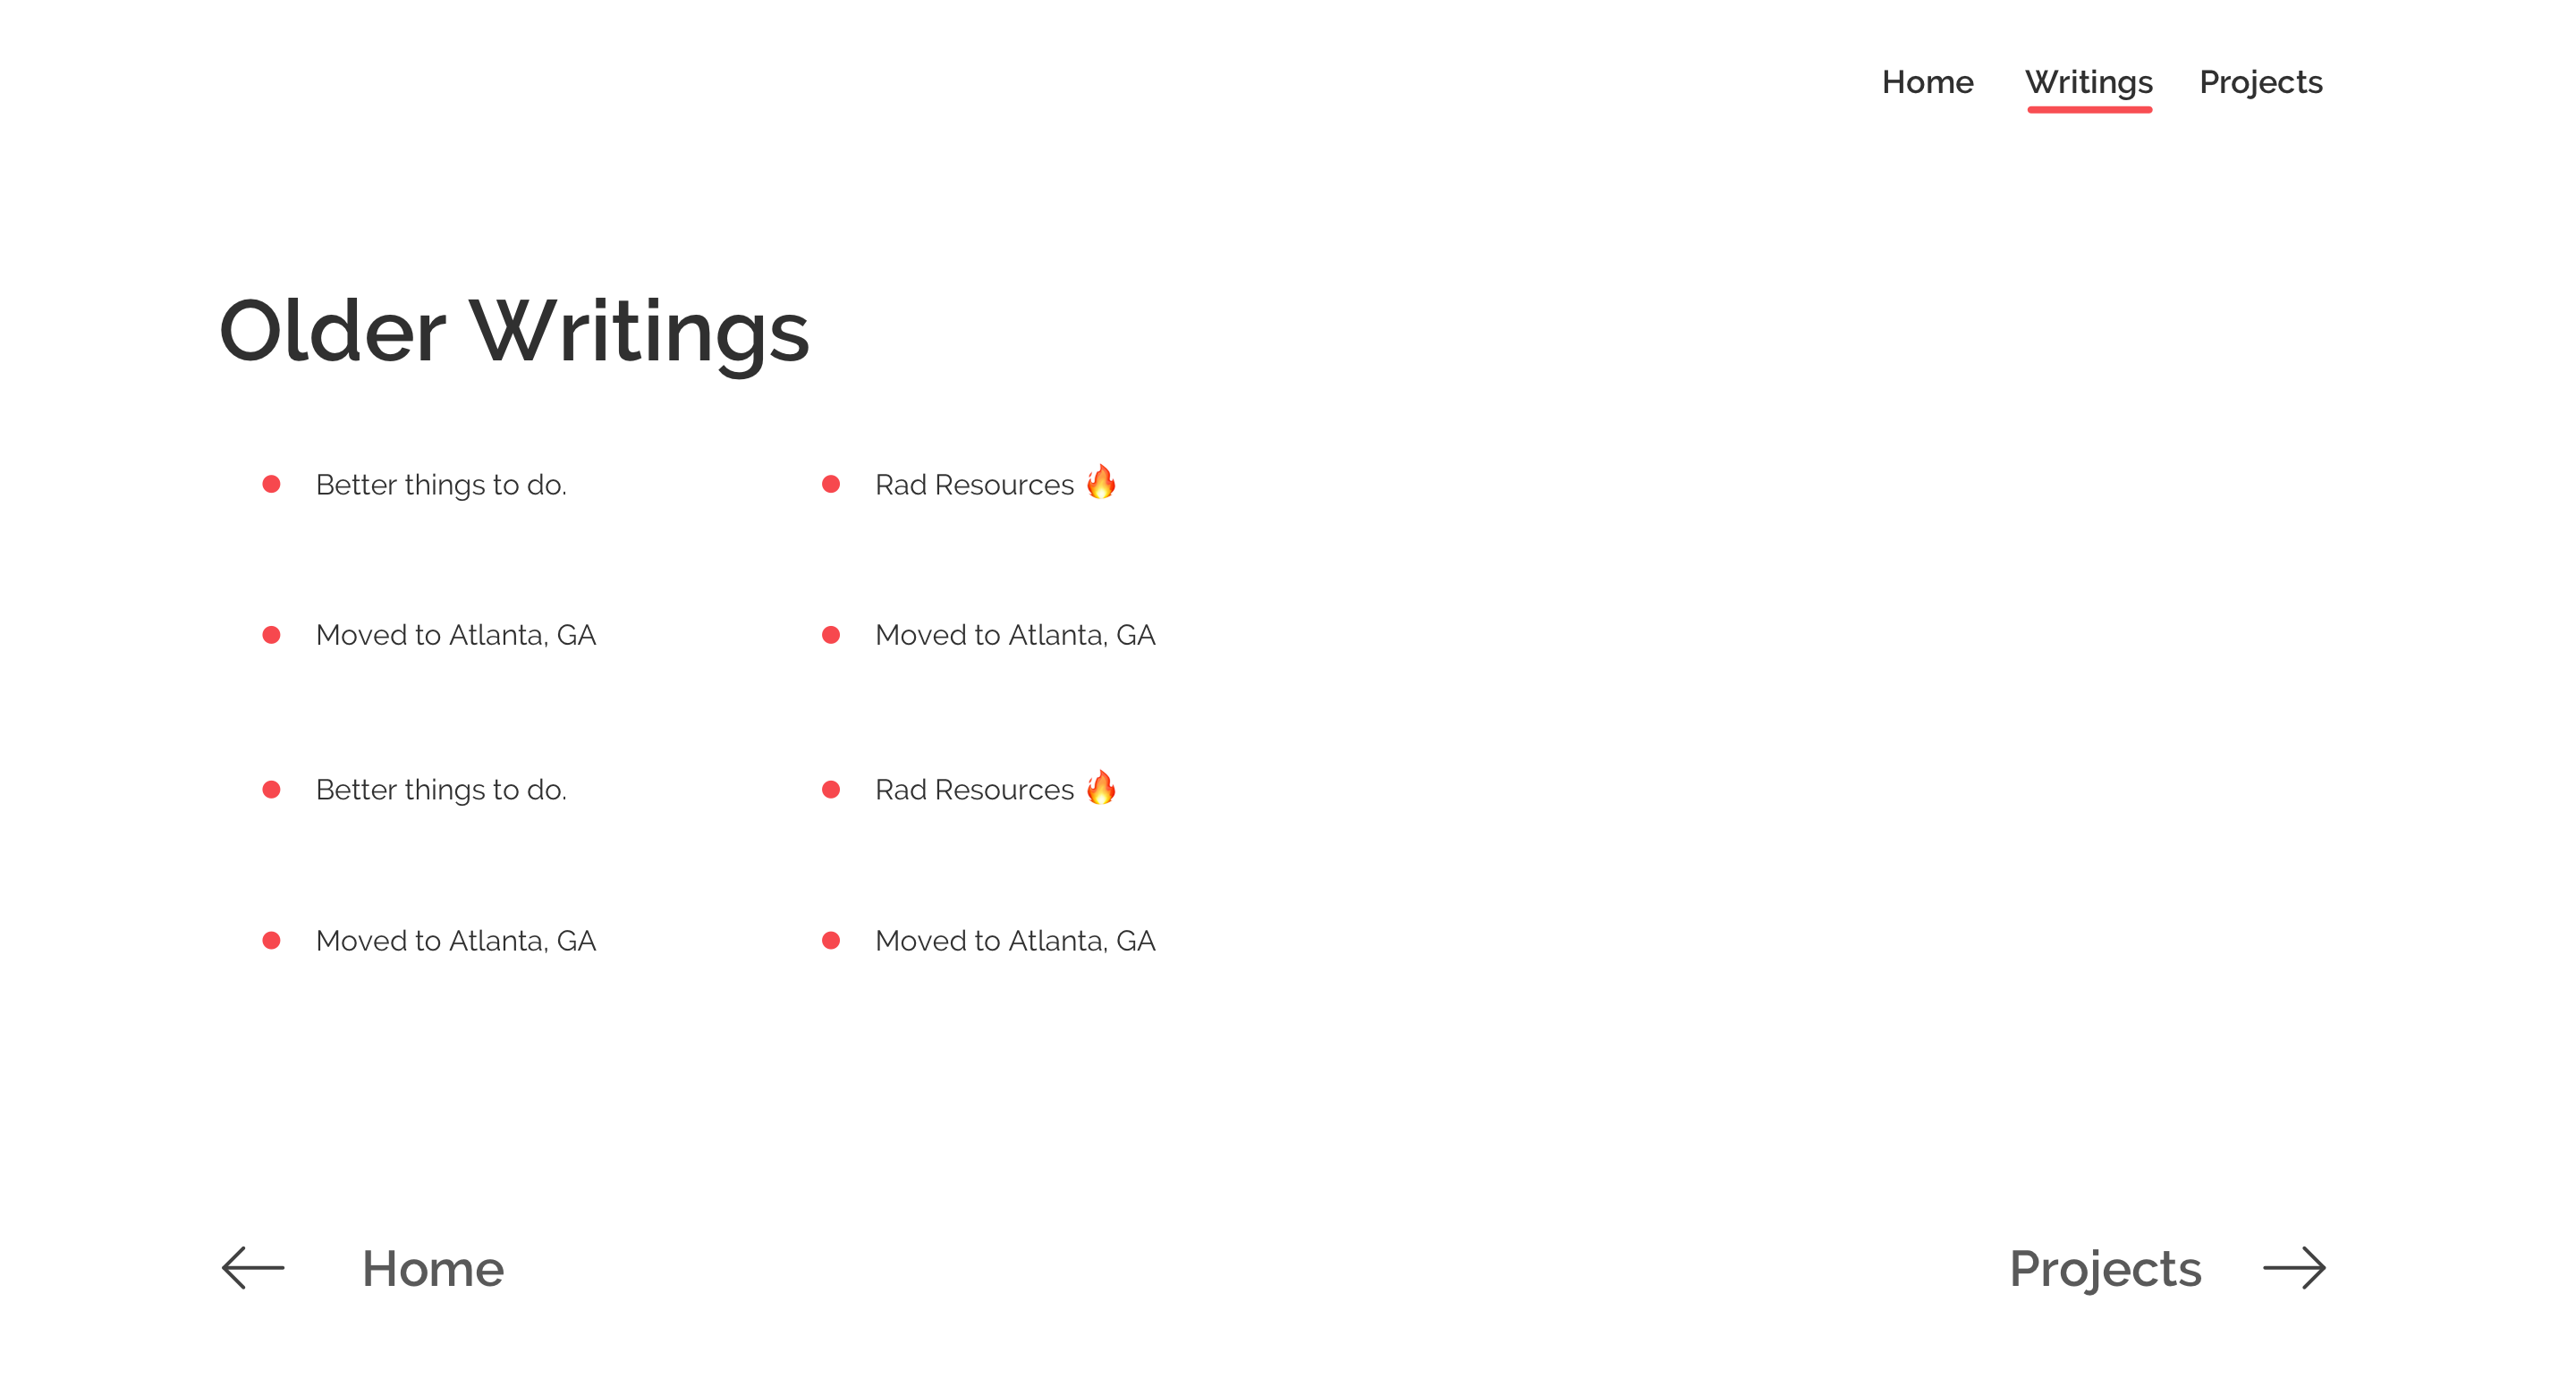 Home Writings Projects
Older Writings
Better things to do. Rad Resources 🔥
Moved to Atlanta, GA Moved to Atlanta, GA
Better things to do. Rad Resources 🔥
Moved to Atlanta, GA Moved to Atlanta, GA
Home Projects